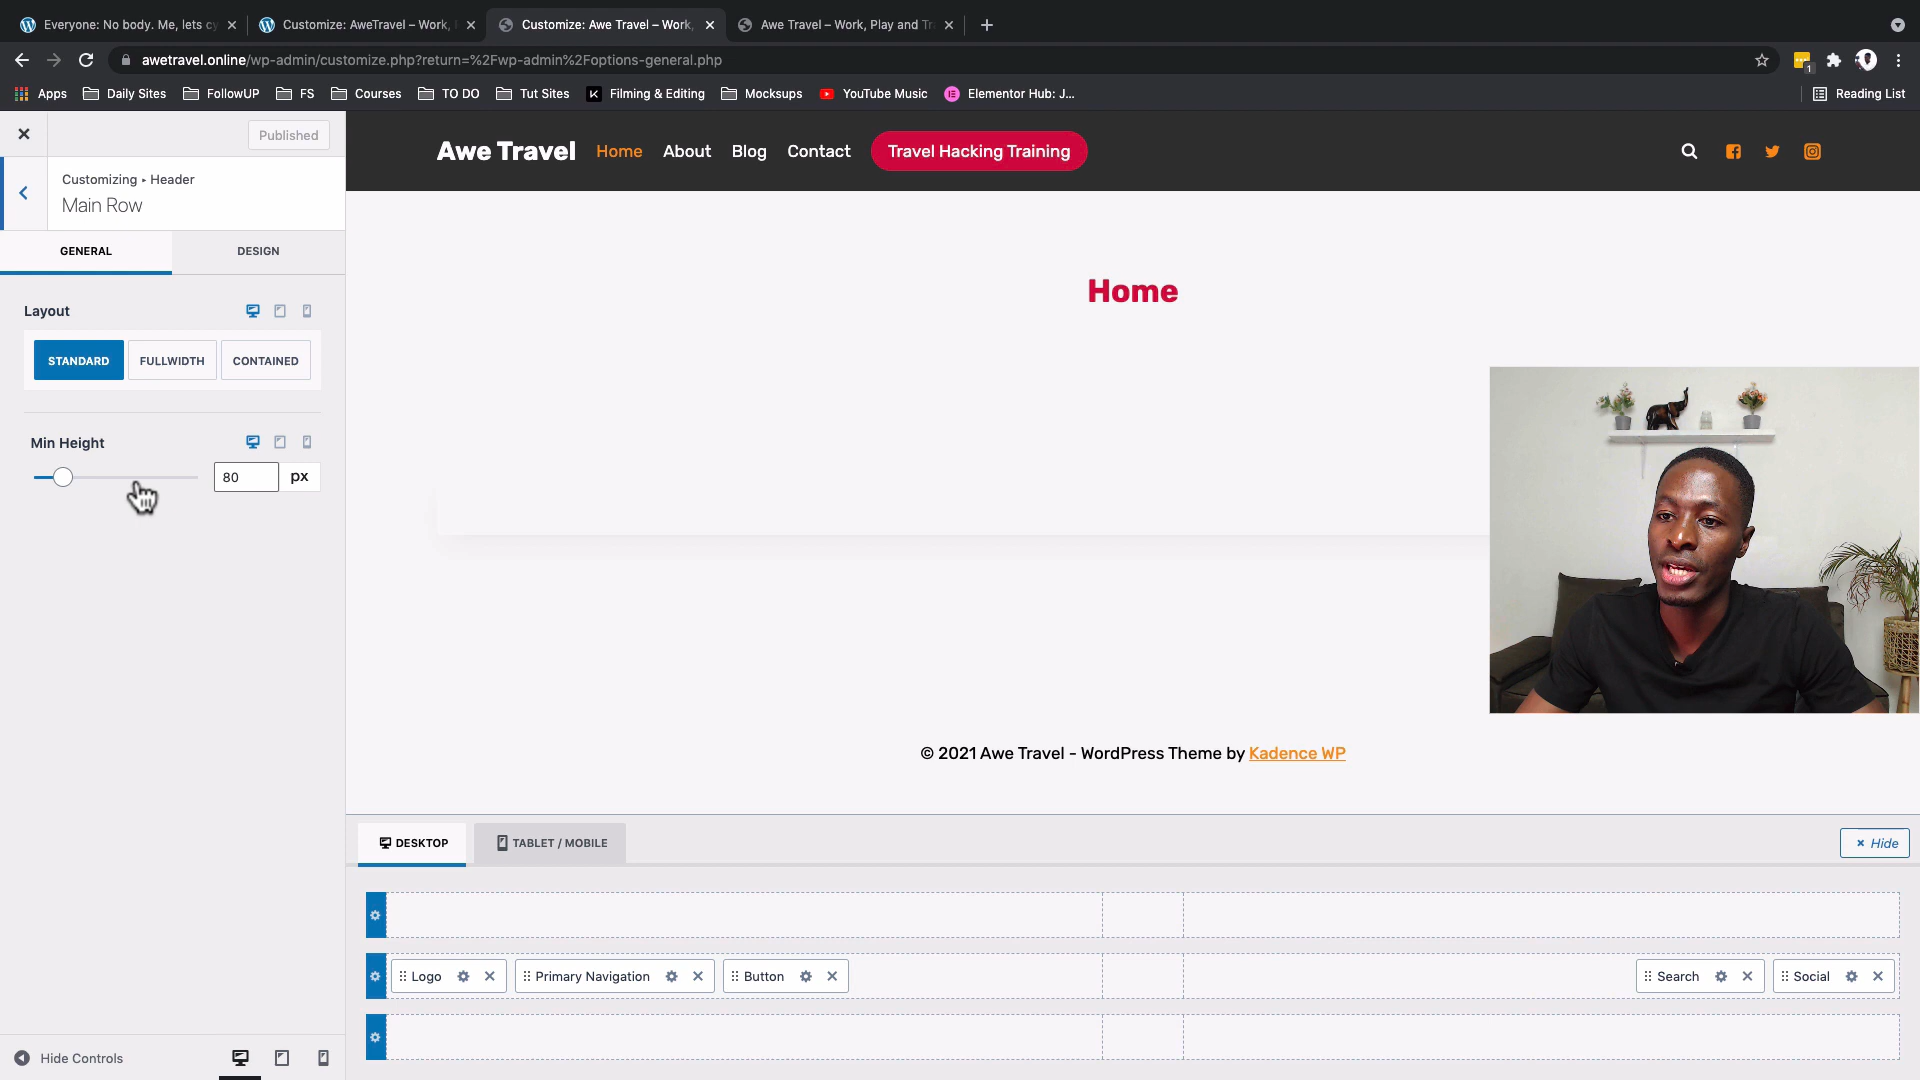 Everyone: No body. Me, lets cy
Customize: AweTravel – Work,
Customize: Awe Travel – Work,
Awe Travel – Work, Play and Tr
awetravel.online/wp-admin/customize.php?return=%2Fwp-admin%2Foptions-general.php
1
Apps
Daily Sites
FollowUP
FS
Courses
TO DO
Tut Sites
Filming & Editing
Mocksups
YouTube Music
Elementor Hub: J...
Reading List
Published
Customizing ▸ Header
Main Row
GENERAL
DESIGN
Layout
STANDARD
FULLWIDTH
CONTAINED
Min Height
80
px
Hide Controls
Awe Travel
Home
About
Blog
Contact
Travel Hacking Training
Home
© 2021 Awe Travel - WordPress Theme by Kadence WP
DESKTOP
TABLET / MOBILE
× Hide
Logo
Primary Navigation
Button
Search
Social